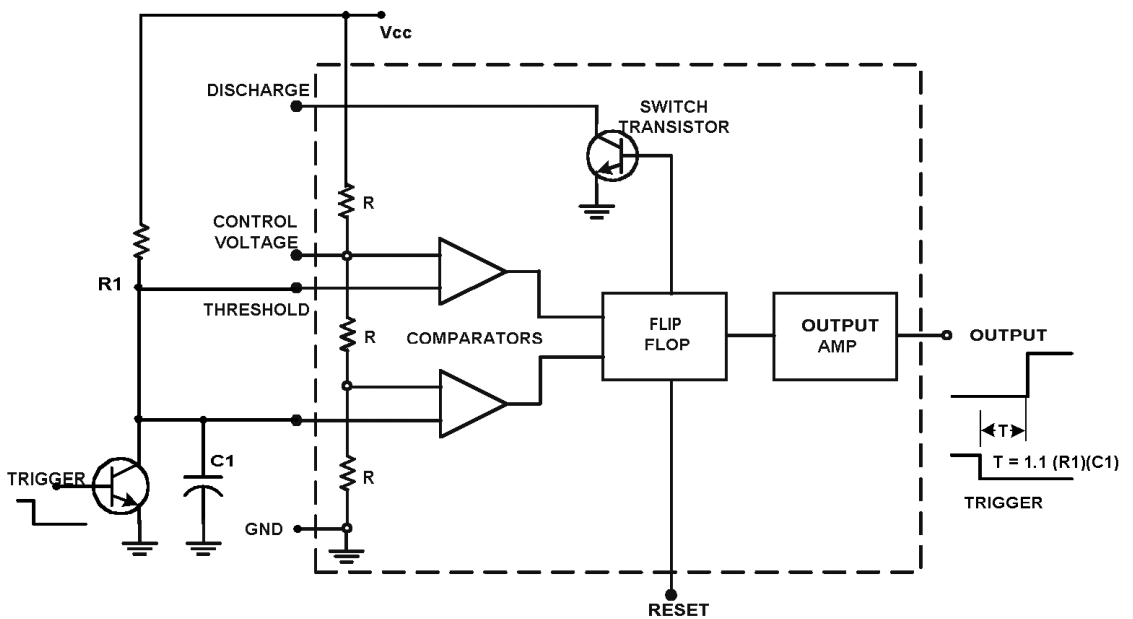 Vcc
DISCHARGE
SWITCH
TRANSISTOR
R
CONTROL
VOLTAGE
R1
THRESHOLD
R
COMPARATORS
FLIP
FLOP
OUTPUT
AMP
OUTPUT
T
C1
TRIGGER
R
T = 1.1 (R1)(C1)
TRIGGER
GND
RESET